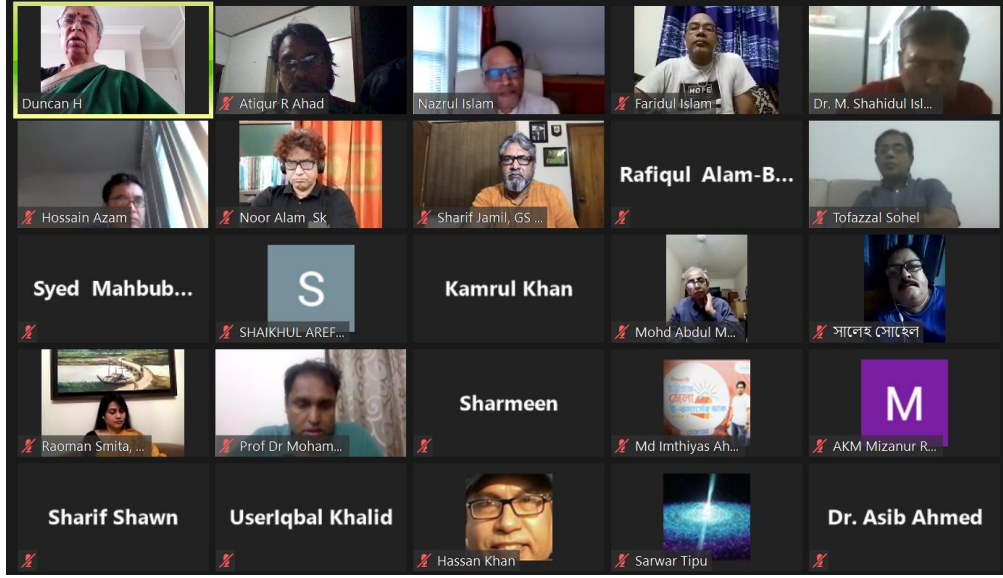 Duncan H
Atiqur R Ahad
Nazrul Islam
Faridul Islam
HOPE
Dr. M. Shahidul Isl...
Hossain Azam
Noor Alam Sk
Sharif Jamil, GS ...
Rafiqul Alam-B...
Tofazzal Sohel
Syed Mahbub...
S
SHAIKHUL AREF...
Kamrul Khan
Mohd Abdul M...
সালেহ সোহেল
Raoman Smita, ...
Prof Dr Moham...
Sharmeen
মেলা
Md Imthiyas Ah...
M
AKM Mizanur R...
Sharif Shawn
UserIqbal Khalid
Hassan Khan
Sarwar Tipu
Dr. Asib Ahmed